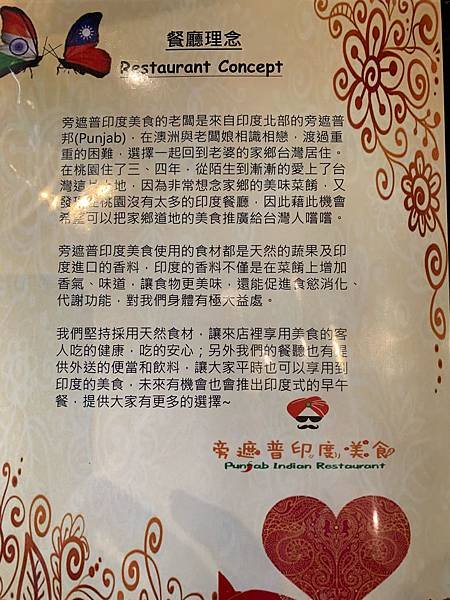 餐廳理念
Restaurant Concept
旁遮普印度美食的老闆是來自印度北部的旁遮普
邦(Punjab)，在澳洲與老闆娘相識相戀，渡過重
重的困難，選擇一起回到老婆的家鄉台灣居住。
在桃園住了三、四年，從陌生到漸漸的愛上了台
灣這土地，因為非常想念家鄉的美味菜餚，又
發現在桃園沒有太多的印度餐廳，因此藉此機會
希望可以把家鄉道地的美食推廣給台灣人嚐嚐。
旁遮普印度美食使用的食材都是天然的蔬果及印
度進口的香料，印度的香料不僅是在菜餚上增加
香氣、味道，讓食物更美味，還能促進食慾消化、
代謝功能，對我們身體有極大益處。
我們堅持採用天然食材，讓來店裡享用美食的客
人吃的健康，吃的安心；另外我們的餐廳也有提
供外送的便當和飲料，讓大家平時也可以享用到
印度的美食，未來有機會也會推出印度式的早午
餐，提供大家有更多的選擇~
旁遮普印度美食
Punjab Indian Restaurant